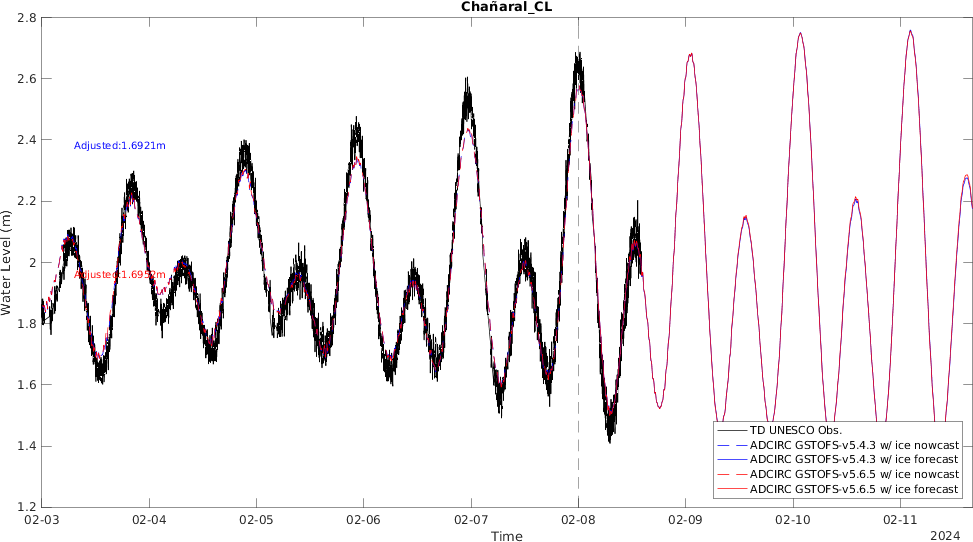 Chañaral_CL
2.8
2.6
2.4
2.2
2
1.8
1.6
1.4
1.2
Water Level (m)
Adjusted:1.6921m
Adjusted:1.6952m
TD UNESCO Obs.
ADCIRC GSTOFS-v5.4.3 w/ ice nowcast
ADCIRC GSTOFS-v5.4.3 w/ ice forecast
ADCIRC GSTOFS-v5.6.5 w/ ice nowcast
ADCIRC GSTOFS-v5.6.5 w/ ice forecast
02-03 02-04 02-05 02-06 02-07 02-08 02-09 02-10 02-11
Time
2024